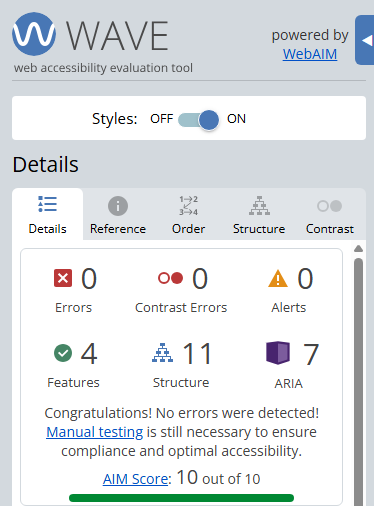 WAVE
web accessibility evaluation tool
powered by
WebAIM
Styles: OFF ON
Details
Details Reference Order Structure Contrast
0 0 0
Errors Contrast Errors Alerts
4 11 7
Features Structure ARIA
Congratulations! No errors were detected!
Manual testing is still necessary to ensure
compliance and optimal accessibility.
AIM Score: 10 out of 10